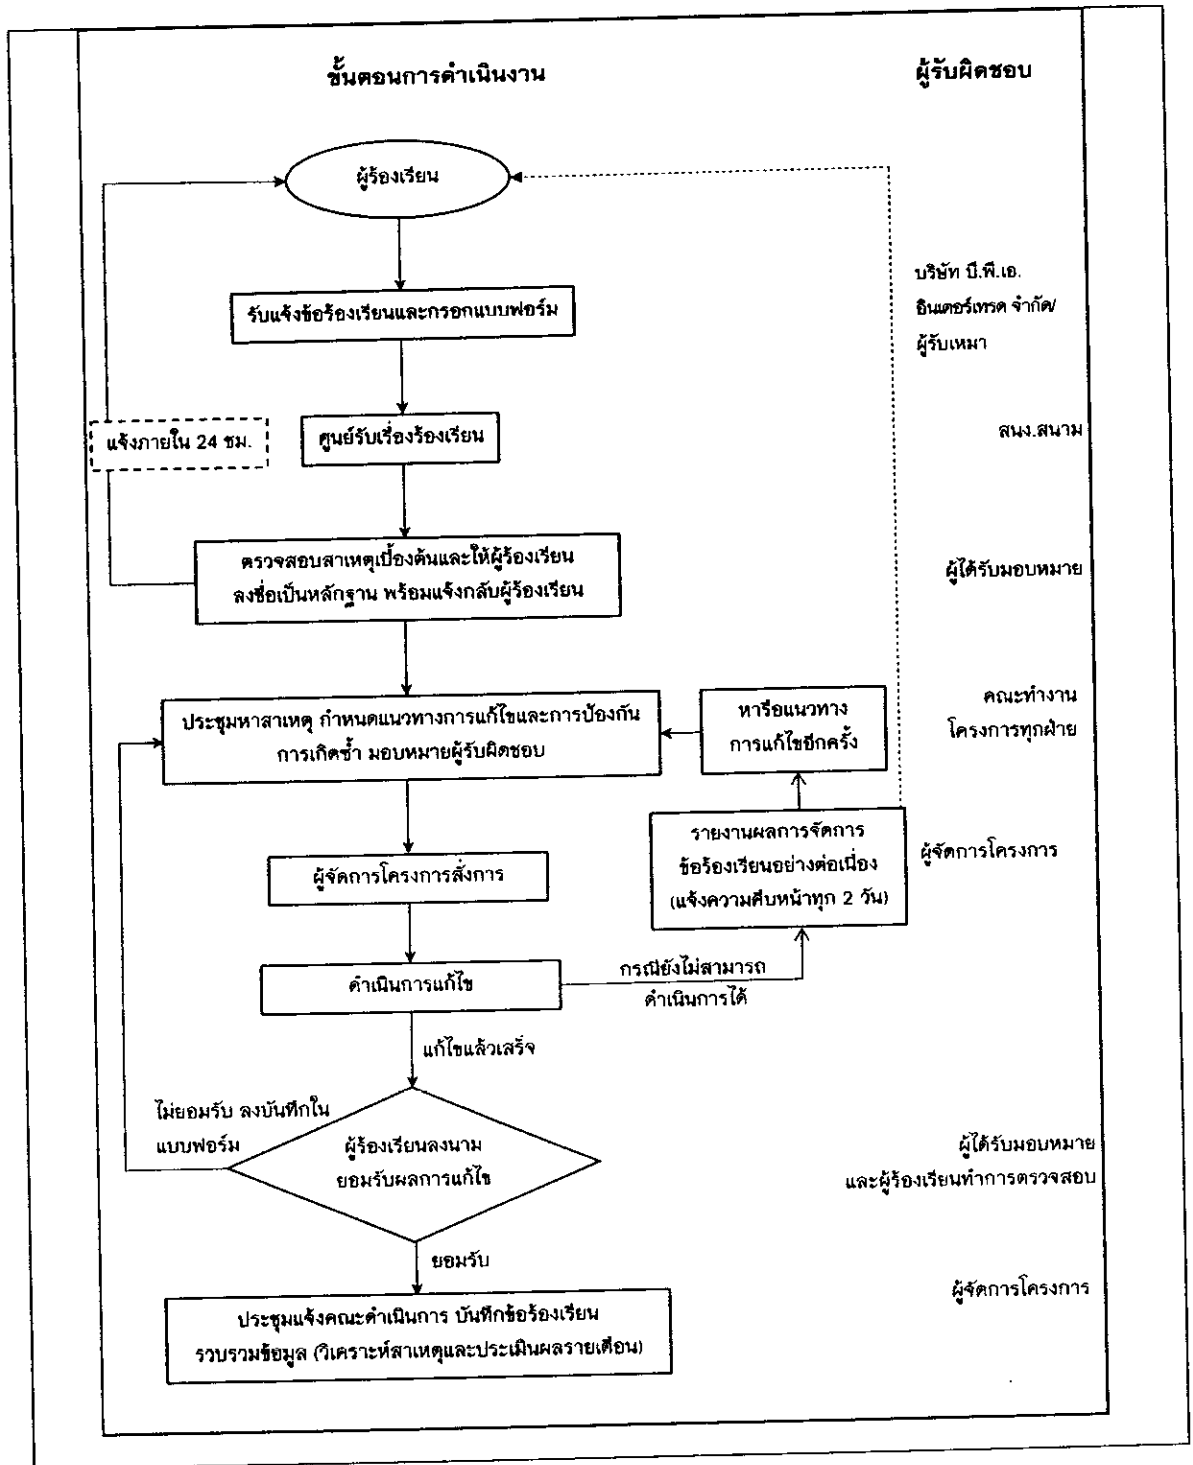 ขั้นตอนการดำเนินงาน
ผู้รับผิดชอบ
ผู้ร้องเรียน
รับแจ้งข้อร้องเรียนและกรอกแบบฟอร์ม
บริษัท บี.พี.เอ.
อินเตอร์เทรด จำกัด/
ผู้รับเหมา
แจ้งภายใน 24 ชม.
ศูนย์รับเรื่องร้องเรียน
สนง.สนาม
ตรวจสอบสาเหตุเบื้องต้นและให้ผู้ร้องเรียน
ลงชื่อเป็นหลักฐาน พร้อมแจ้งกลับผู้ร้องเรียน
ผู้ได้รับมอบหมาย
ประชุมหาสาเหตุ กำหนดแนวทางการแก้ไขและการป้องกัน
การเกิดซ้ำ มอบหมายผู้รับผิดชอบ
หารือแนวทาง
การแก้ไขอีกครั้ง
คณะทำงาน
โครงการทุกฝ่าย
ผู้จัดการโครงการสั่งการ
รายงานผลการจัดการ
ข้อร้องเรียนอย่างต่อเนื่อง
(แจ้งความคืบหน้าทุก 2 วัน)
ผู้จัดการโครงการ
ดำเนินการแก้ไข
กรณียังไม่สามารถ
ดำเนินการได้
แก้ไขแล้วเสร็จ
ไม่ยอมรับ ลงบันทึกใน
แบบฟอร์ม
ผู้ร้องเรียนลงนาม
ยอมรับผลการแก้ไข
ผู้ได้รับมอบหมาย
และผู้ร้องเรียนทำการตรวจสอบ
ยอมรับ
ประชุมแจ้งคณะดำเนินการ บันทึกข้อร้องเรียน
รวบรวมข้อมูล (วิเคราะห์สาเหตุและประเมินผลรายเดือน)
ผู้จัดการโครงการ